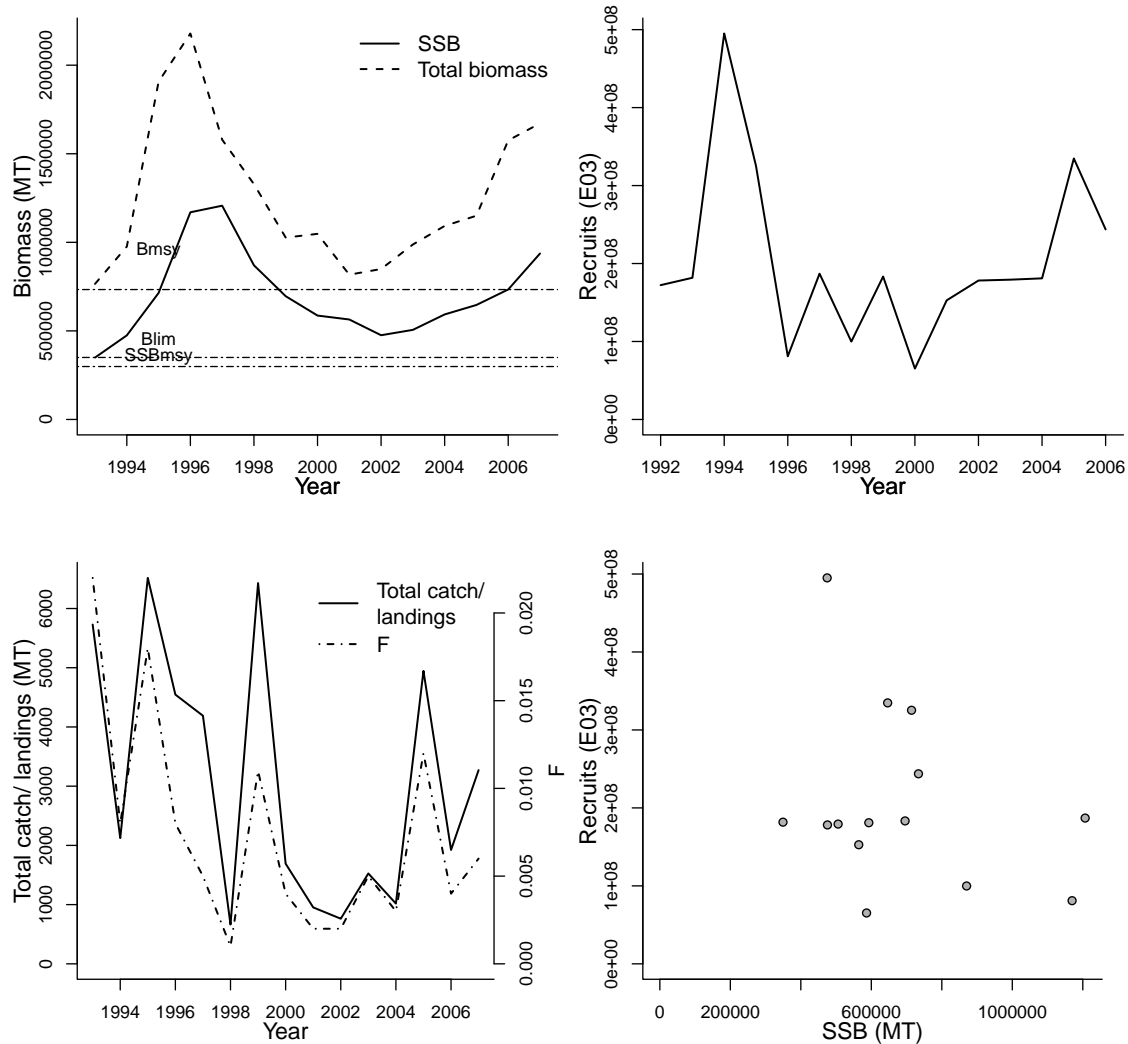 SSB
Total biomass
Biomass (MT)
2000000
1500000
1000000
500000
0
Bmsy
Blim
SSBmsy
1994 1996 1998 2000 2002 2004 2006
Year
Recruits (E03)
5e+08
4e+08
3e+08
2e+08
1e+08
0e+00
1992 1994 1996 1998 2000 2002 2004 2006
Year
Total catch/
landings
F
Total catch/ landings (MT)
6000
5000
4000
3000
2000
1000
0
0.020
0.015
0.010
0.005
0.000
F
1994 1996 1998 2000 2002 2004 2006
Year
Recruits (E03)
5e+08
4e+08
3e+08
2e+08
1e+08
0e+00
0 200000 600000 1000000
SSB (MT)